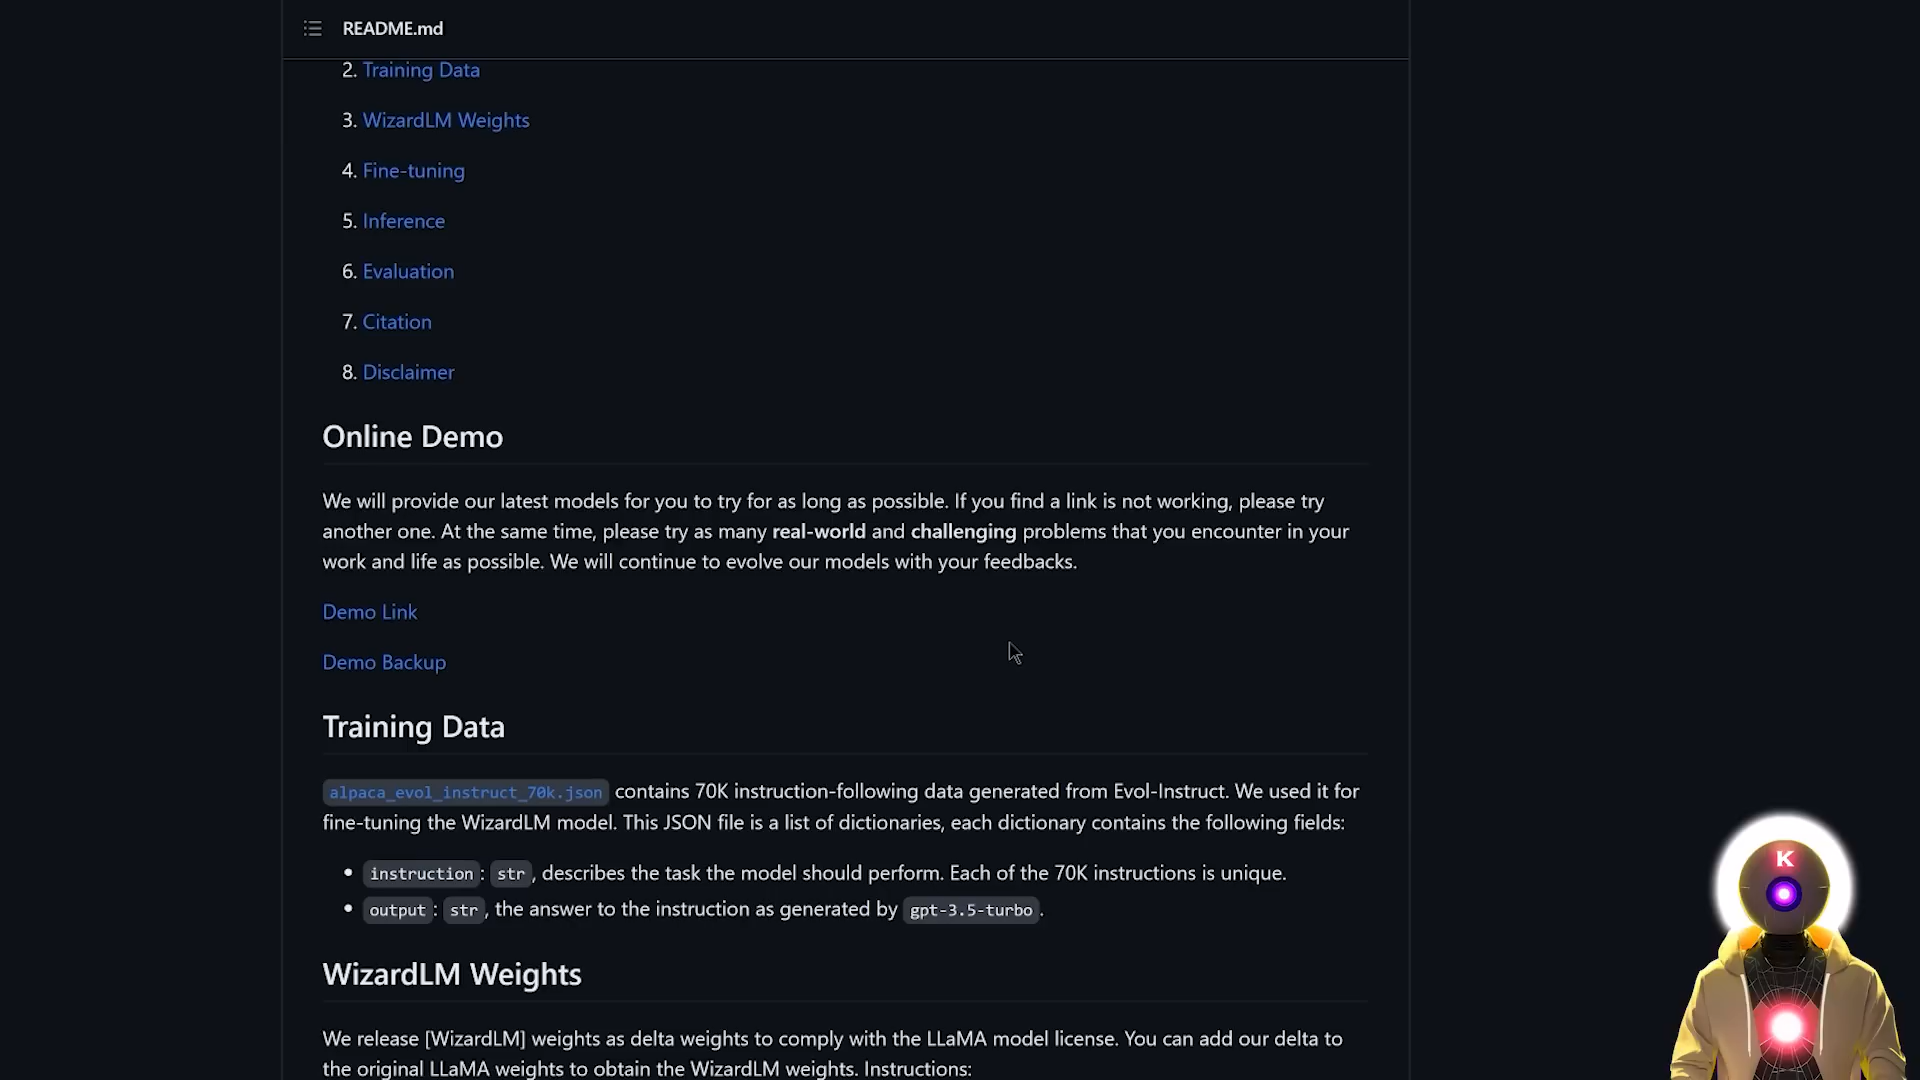 README.md
2. Training Data
3. WizardLM Weights
4. Fine-tuning
5. Inference
6. Evaluation
7. Citation
8. Disclaimer
Online Demo
We will provide our latest models for you to try for as long as possible. If you find a link is not working, please try
another one. At the same time, please try as many real-world and challenging problems that you encounter in your
work and life as possible. We will continue to evolve our models with your feedbacks.
Demo Link
Demo Backup
Training Data
alpaca_evol_instruct_70k.json contains 70K instruction-following data generated from Evol-Instruct. We used it for
fine-tuning the WizardLM model. This JSON file is a list of dictionaries, each dictionary contains the following fields:
• instruction: str, describes the task the model should perform. Each of the 70K instructions is unique.
• output: str, the answer to the instruction as generated by gpt-3.5-turbo.
WizardLM Weights
We release [WizardLM] weights as delta weights to comply with the LLaMA model license. You can add our delta to
the original LLaMA weights to obtain the WizardLM weights. Instructions:
K